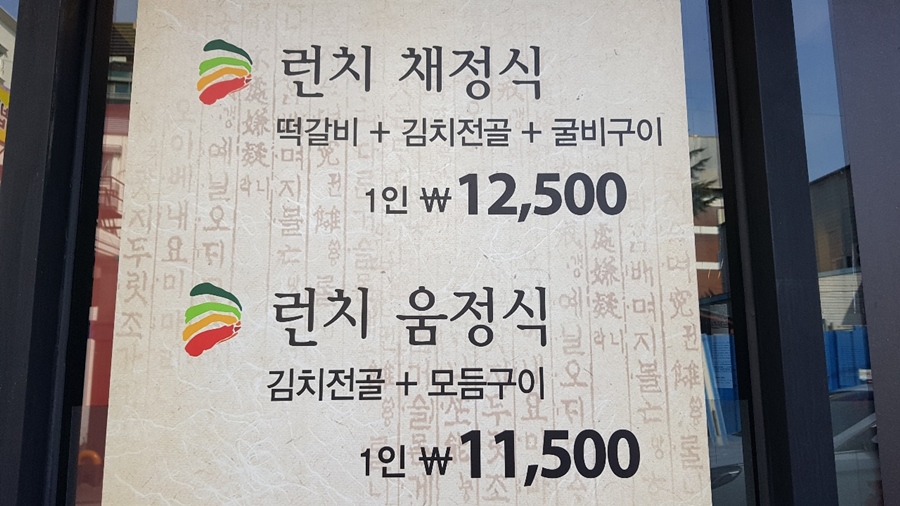 런치 채정식
떡갈비 + 김치전골 + 굴비구이
1인 ₩12,500
런치 움정식
김치전골 + 모듬구이
1인 ₩11,500